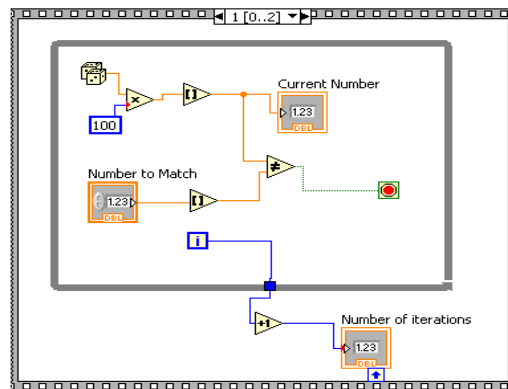 1 [0..2]
Current Number
x
[ ]
1.23
DBL
100
≠
Number to Match
1.23
DBL
[ ]
i
+1
Number of iterations
1.23
DBL